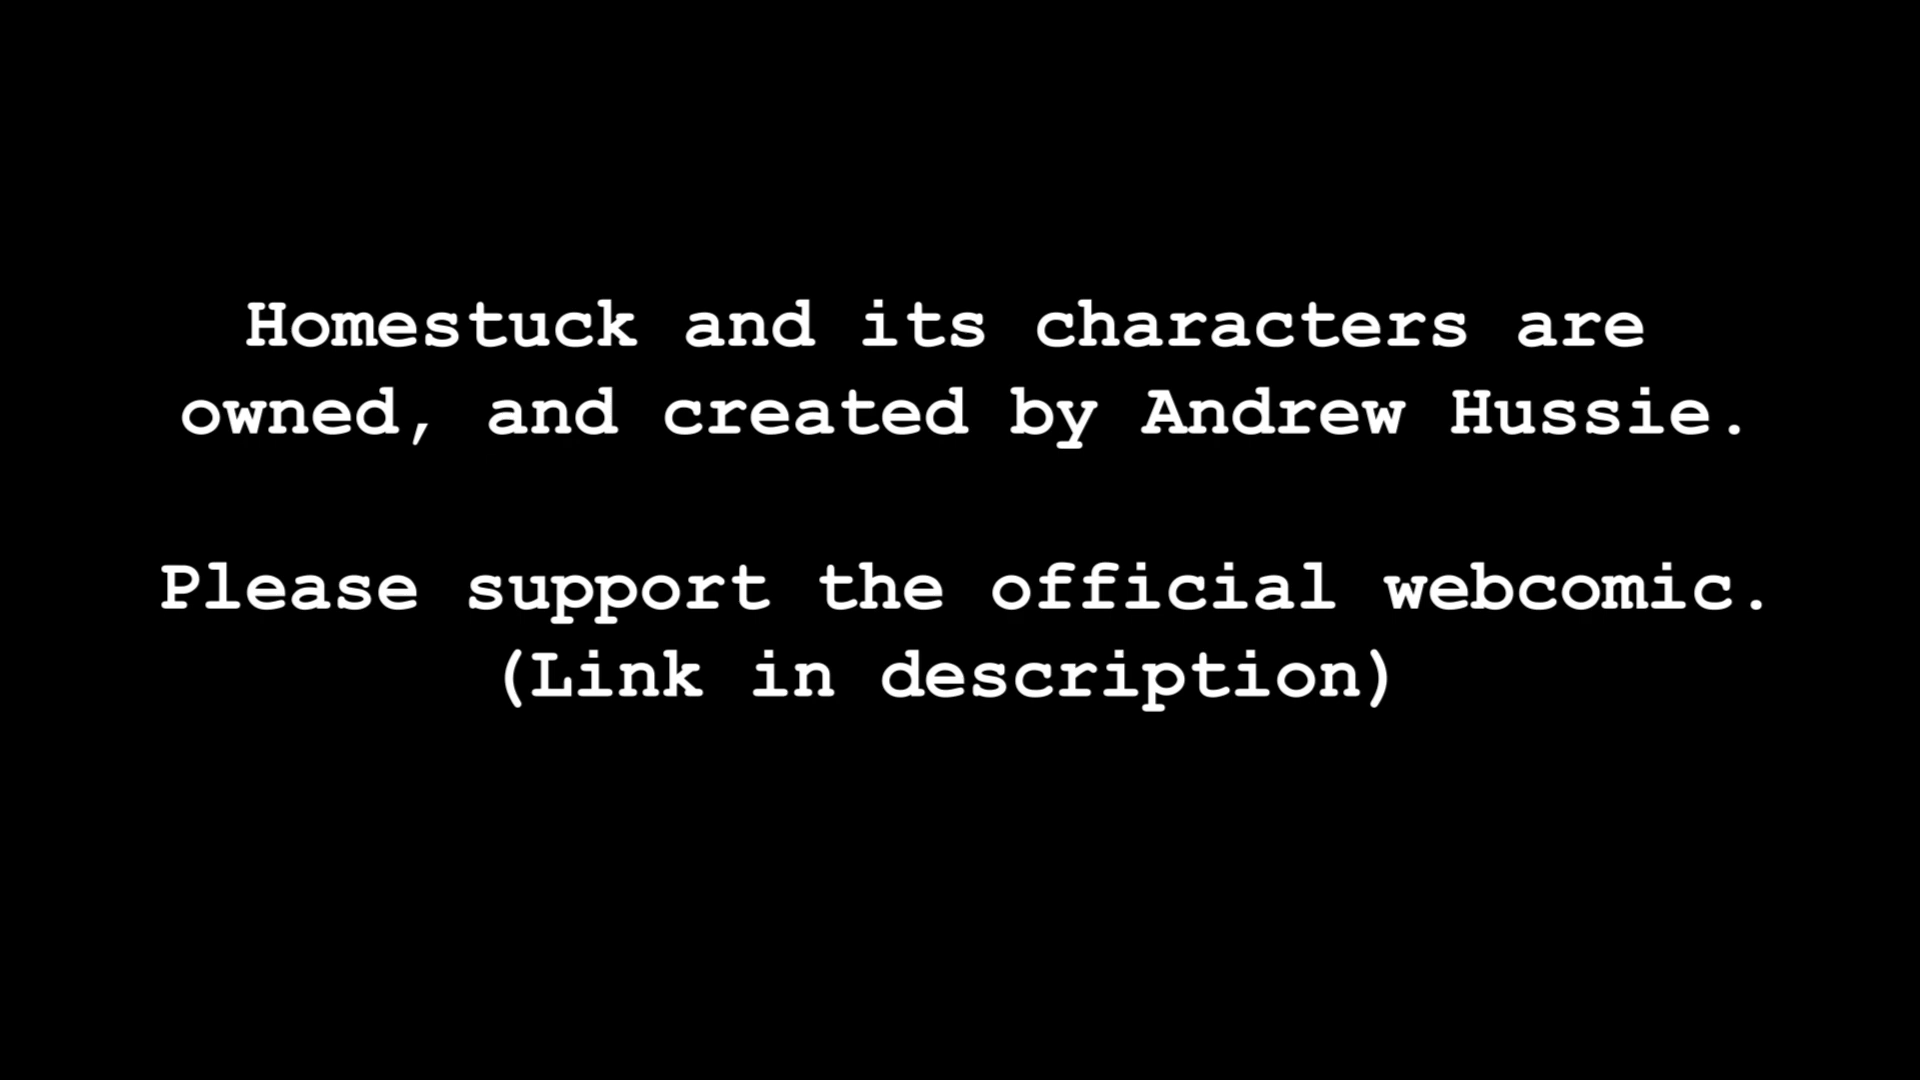 Homestuck and its characters are
owned, and created by Andrew Hussie.
Please support the official webcomic.
(Link in description)